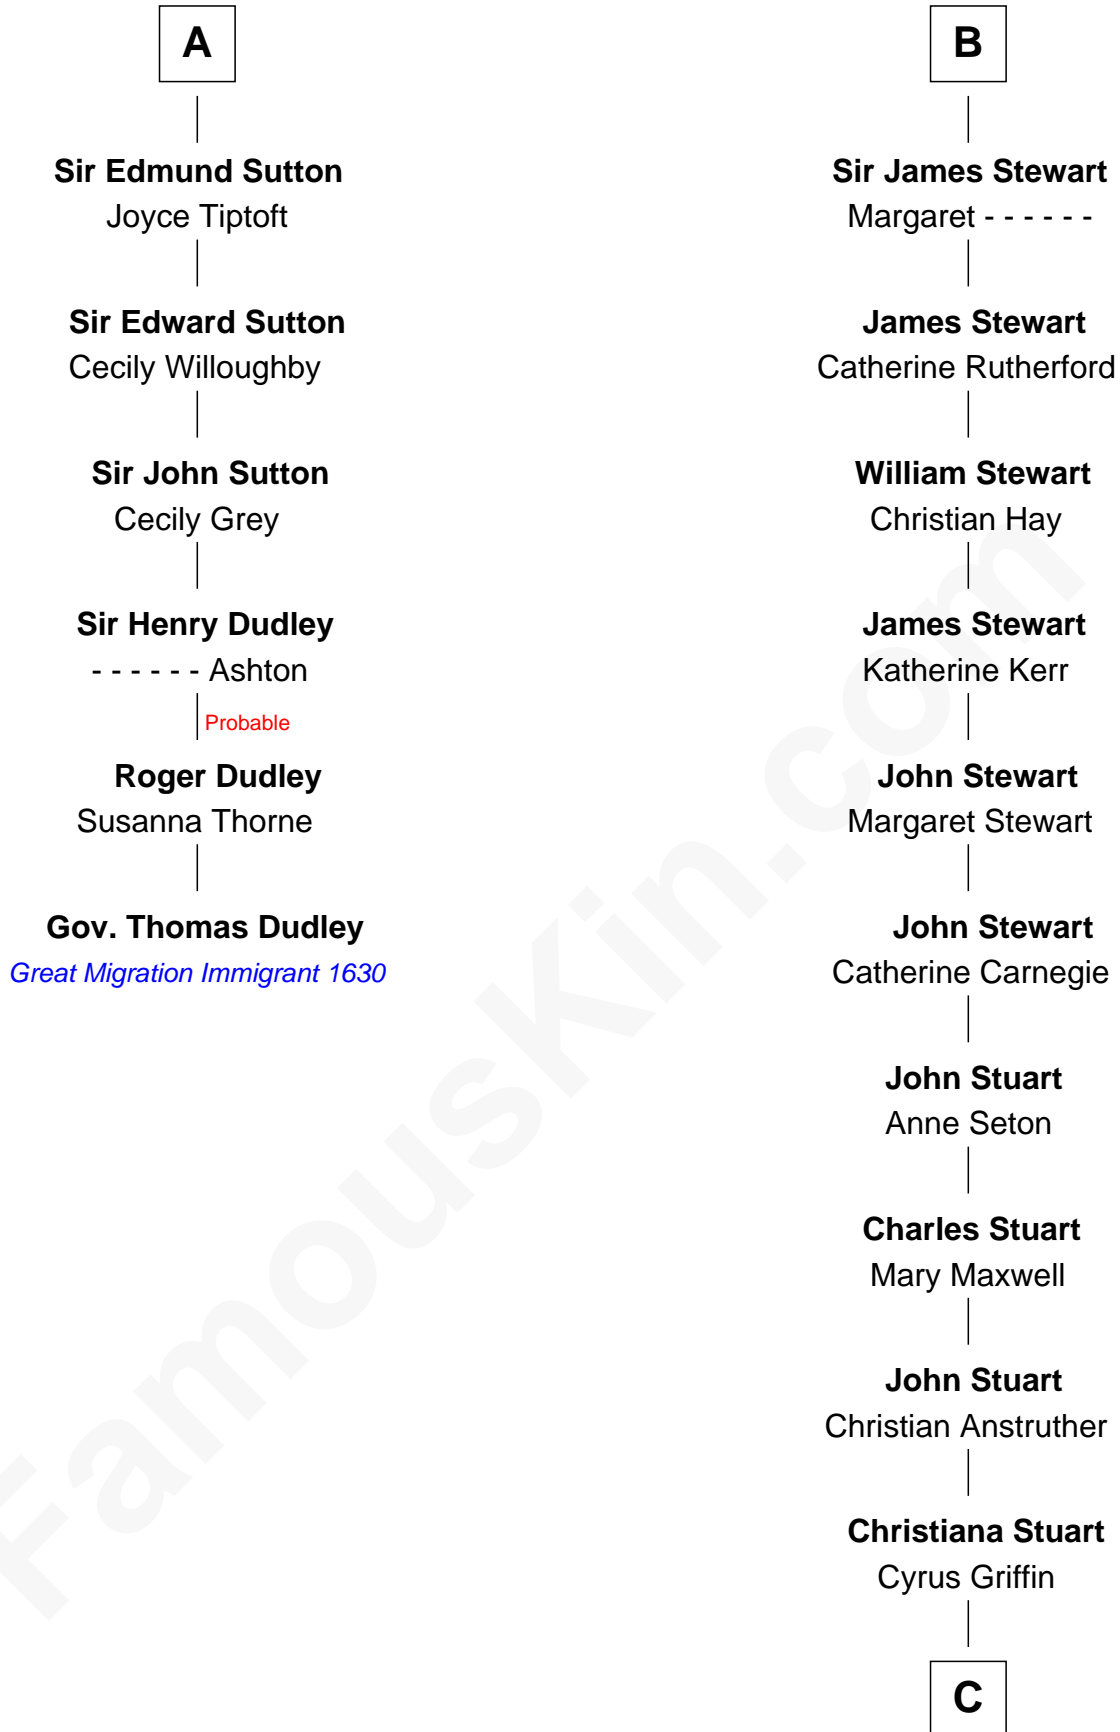 A
Sir Edmund Sutton
Joyce Tiptoft
Sir Edward Sutton
Cecily Willoughby
Sir John Sutton
Cecily Grey
Sir Henry Dudley
- - - - - - Ashton
Probable
Roger Dudley
Susanna Thorne
Gov. Thomas Dudley
Great Migration Immigrant 1630
B
Sir James Stewart
Margaret - - - - - -
James Stewart
Catherine Rutherford
William Stewart
Christian Hay
James Stewart
Katherine Kerr
John Stewart
Margaret Stewart
John Stewart
Catherine Carnegie
John Stuart
Anne Seton
Charles Stuart
Mary Maxwell
John Stuart
Christian Anstruther
Christiana Stuart
Cyrus Griffin
C
FamousKin.com